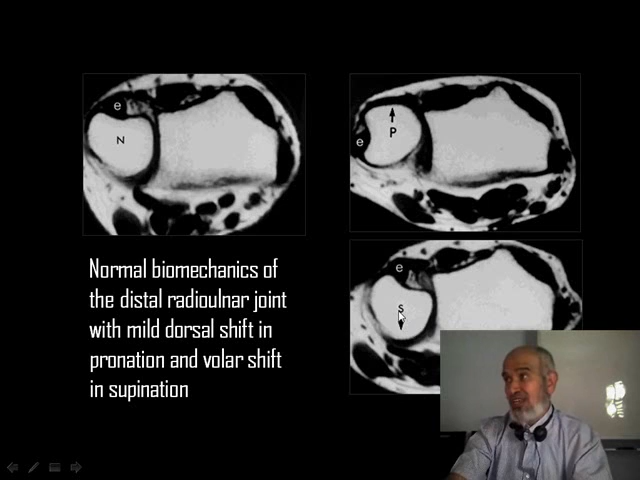 e
N
P
e
e
S
Normal biomechanics of
the distal radioulnar joint
with mild dorsal shift in
pronation and volar shift
in supination